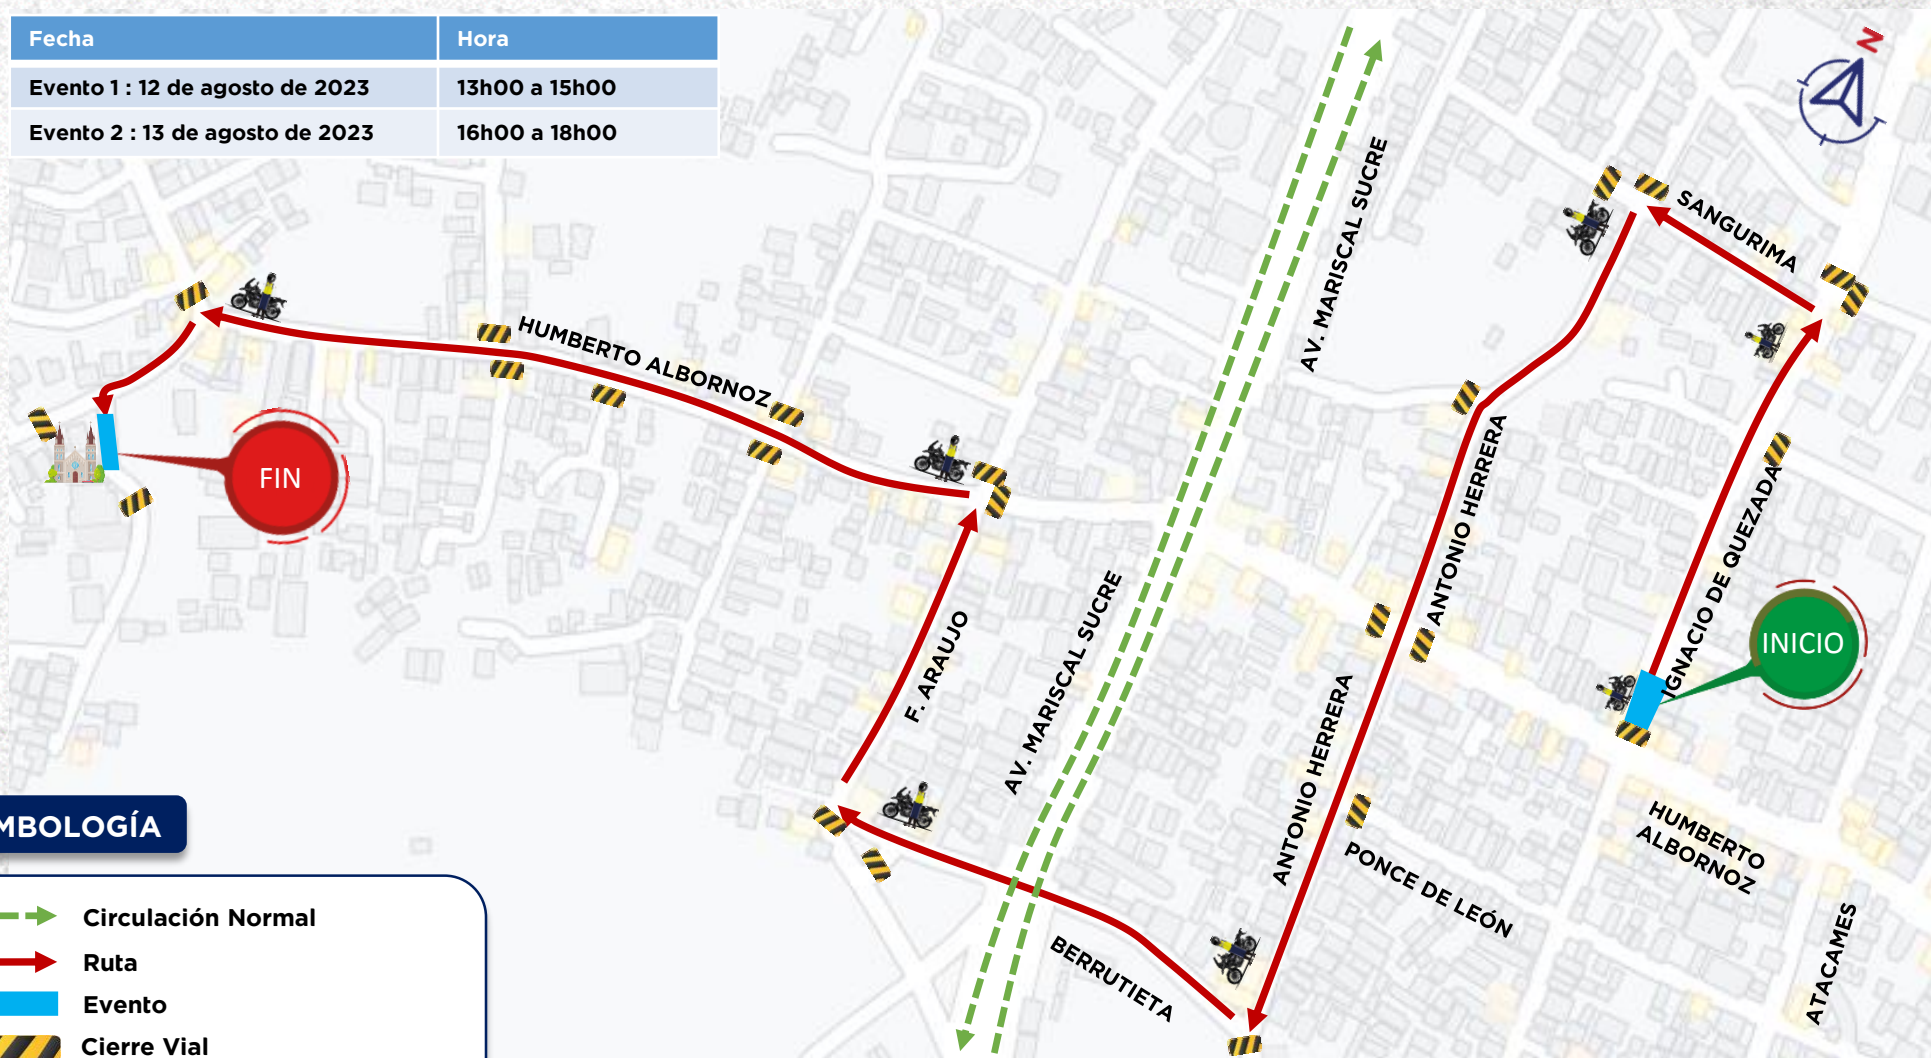 Fecha Hora
Evento 1 : 12 de agosto de 2023 13h00 a 15h00
Evento 2 : 13 de agosto de 2023 16h00 a 18h00
N
SANGURIMA
AV. MARISCAL SUCRE
HUMBERTO ALBORNOZ
ANTONIO HERRERA
IGNACIO DE QUEZADA
FIN
INICIO
F. ARAUJO
AV. MARISCAL SUCRE
ANTONIO HERRERA
HUMBERTO
ALBORNOZ
PONCE DE LEÓN
BERRUTIETA
ATACAMES
MBOLOGÍA
Circulación Normal
Ruta
Evento
Cierre Vial